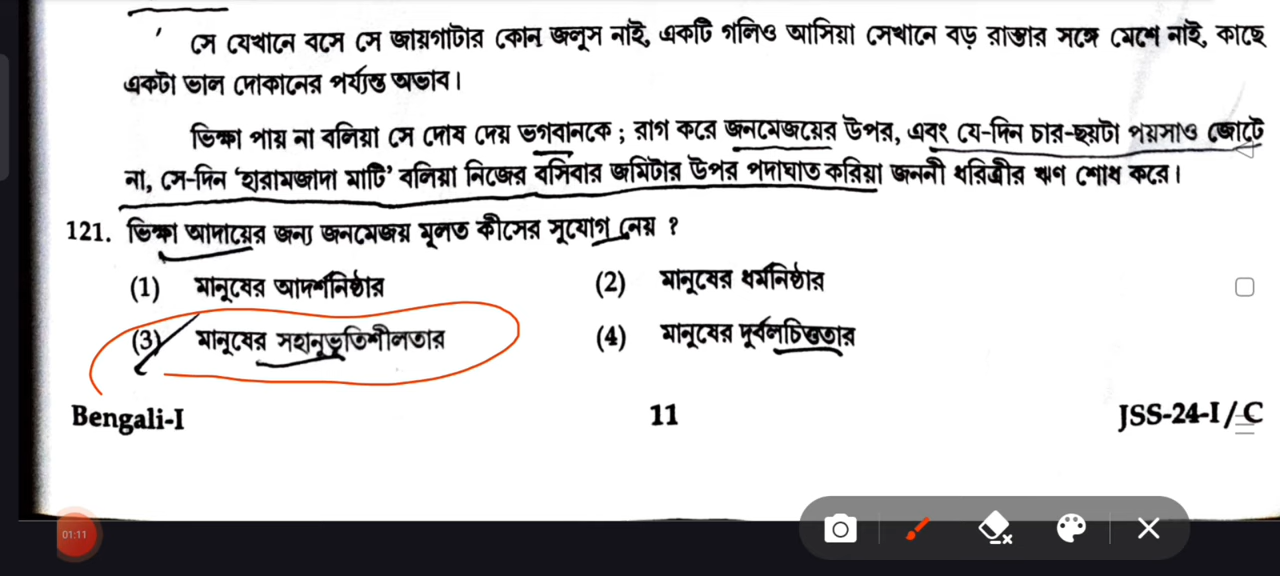 সে যেখানে বসে সে জায়গাটার কোন জলুস নাই, একটি গলিও আসিয়া সেখানে বড় রাস্তার সঙ্গে মেশে নাই, কাছে
একটা ভাল দোকানের পর্য্যন্ত অভাব।
ভিক্ষা পায় না বলিয়া সে দোষ দেয় ভগবানকে ; রাগ করে জনমেজয়ের উপর, এবং যে-দিন চার-ছয়টা পয়সাও জোটে
না, সে-দিন ‘হারামজাদা মাটি’ বলিয়া নিজের বসিবার জমিটার উপর পদাঘাত করিয়া জননী ধরিত্রীর ঋণ শোধ করে।
121. ভিক্ষা আদায়ের জন্য জনমেজয় মূলত কীসের সুযোগ নেয় ?
(1) মানুষের আদর্শনিষ্ঠার (2) মানুষের ধর্মনিষ্ঠার
(3) মানুষের সহানুভূতিশীলতার (4) মানুষের দুর্বলচিত্ততার
Bengali-I 11 JSS-24-I/C
01:11